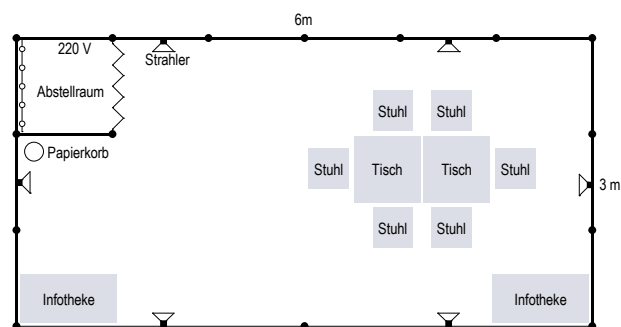 6m
220 V
Strahler
Abstellraum
Stuhl Stuhl
Papierkorb
Stuhl Tisch Tisch Stuhl
3 m
Stuhl Stuhl
Infotheke Infotheke